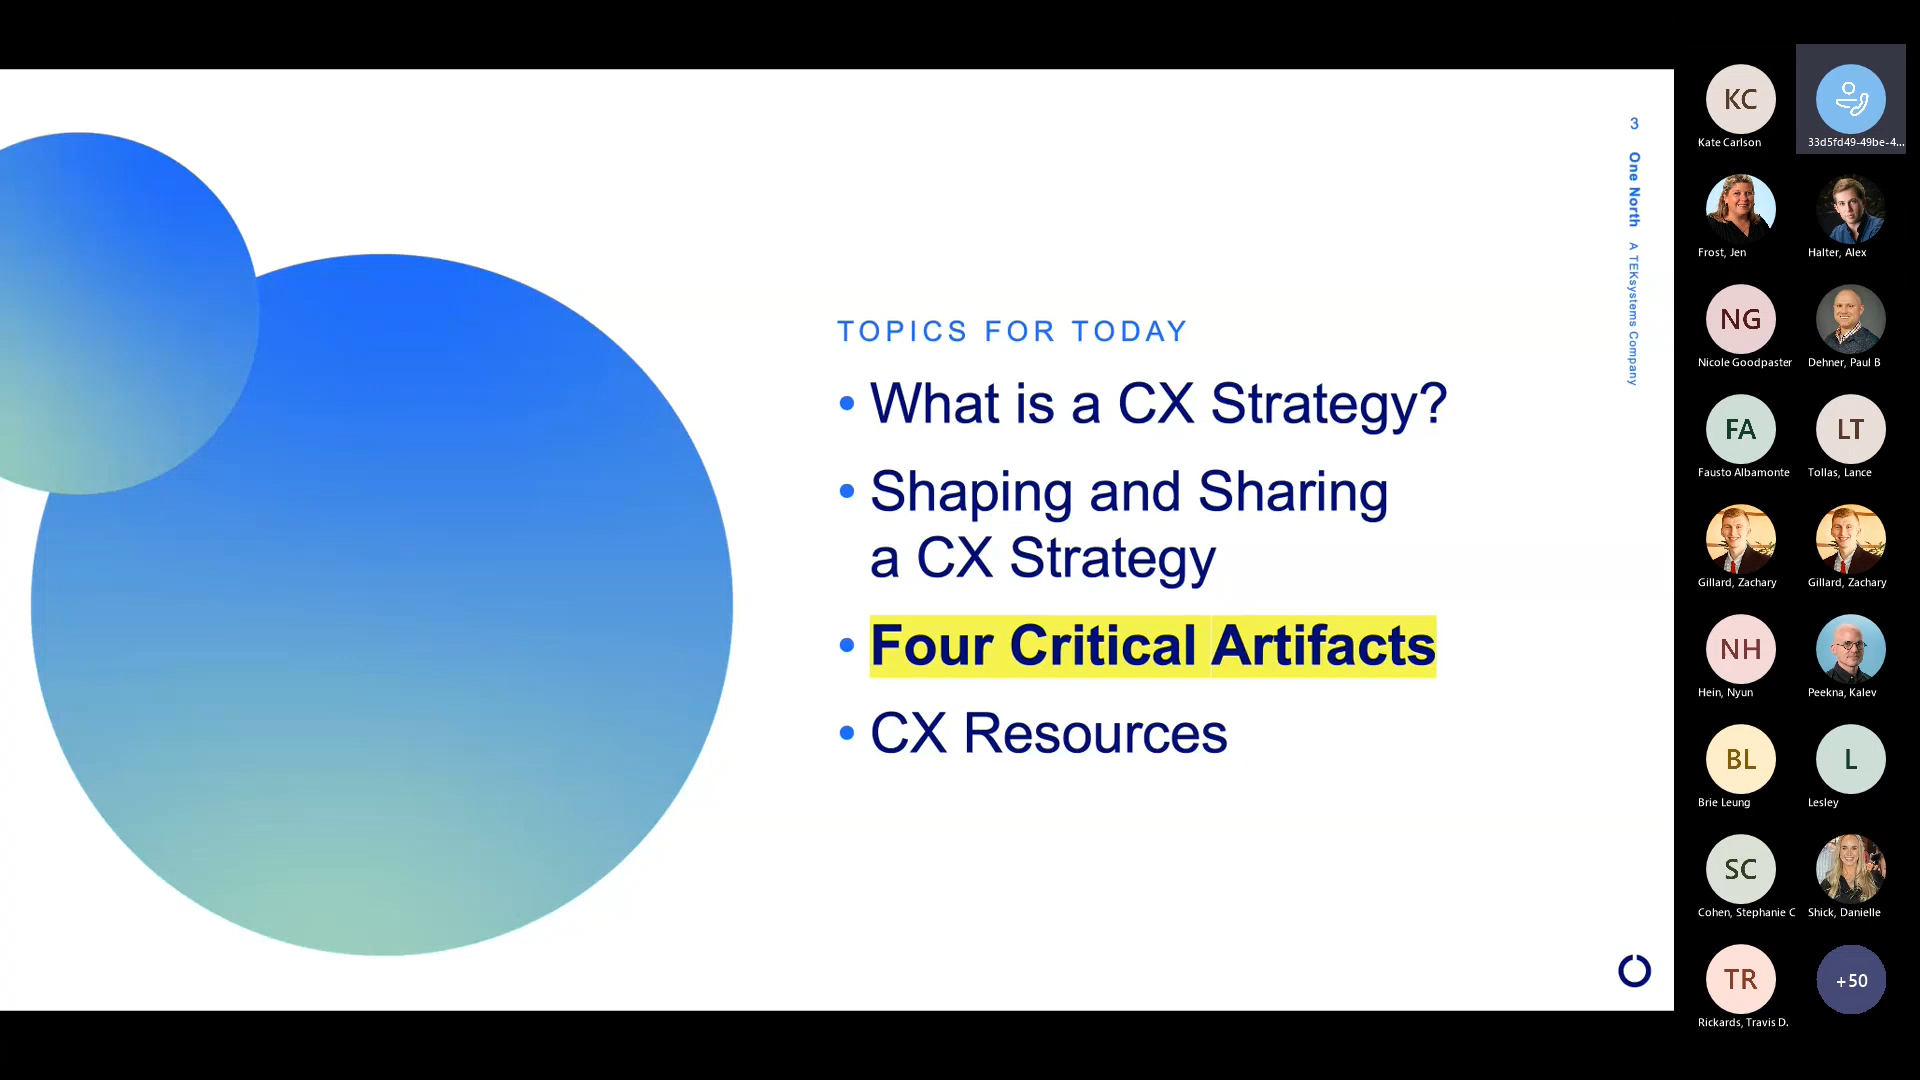 TOPICS FOR TODAY
• What is a CX Strategy?
• Shaping and Sharing
a CX Strategy
• Four Critical Artifacts
• CX Resources
3 One North A TEKsystems Company
KC
Kate Carlson
33d5fd49-49be-4...
Frost, Jen
Halter, Alex
NG
Nicole Goodpaster
Dehner, Paul B
FA
Fausto Albamonte
LT
Tollas, Lance
Gillard, Zachary
Gillard, Zachary
NH
Hein, Nyun
Peekna, Kalev
BL
Brie Leung
L
Lesley
SC
Cohen, Stephanie C
Shick, Danielle
TR
Rickards, Travis D.
+50